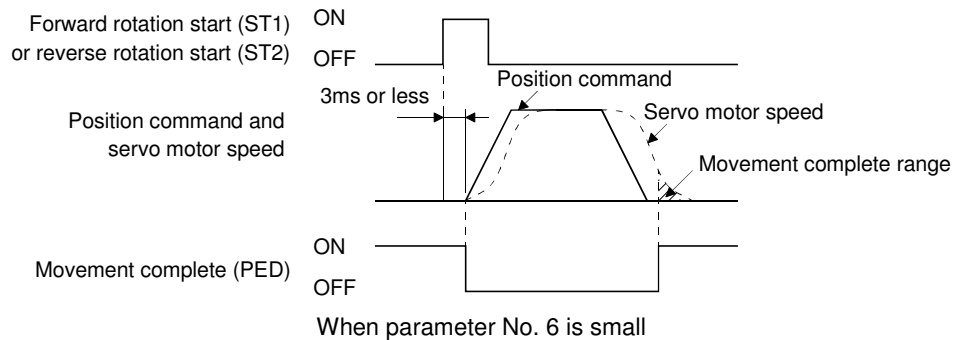 Forward rotation start (ST1)
or reverse rotation start (ST2)
ON
OFF
Position command
3ms or less
Servo motor speed
Position command and
servo motor speed
Movement complete range
ON
Movement complete (PED)
OFF
When parameter No. 6 is small